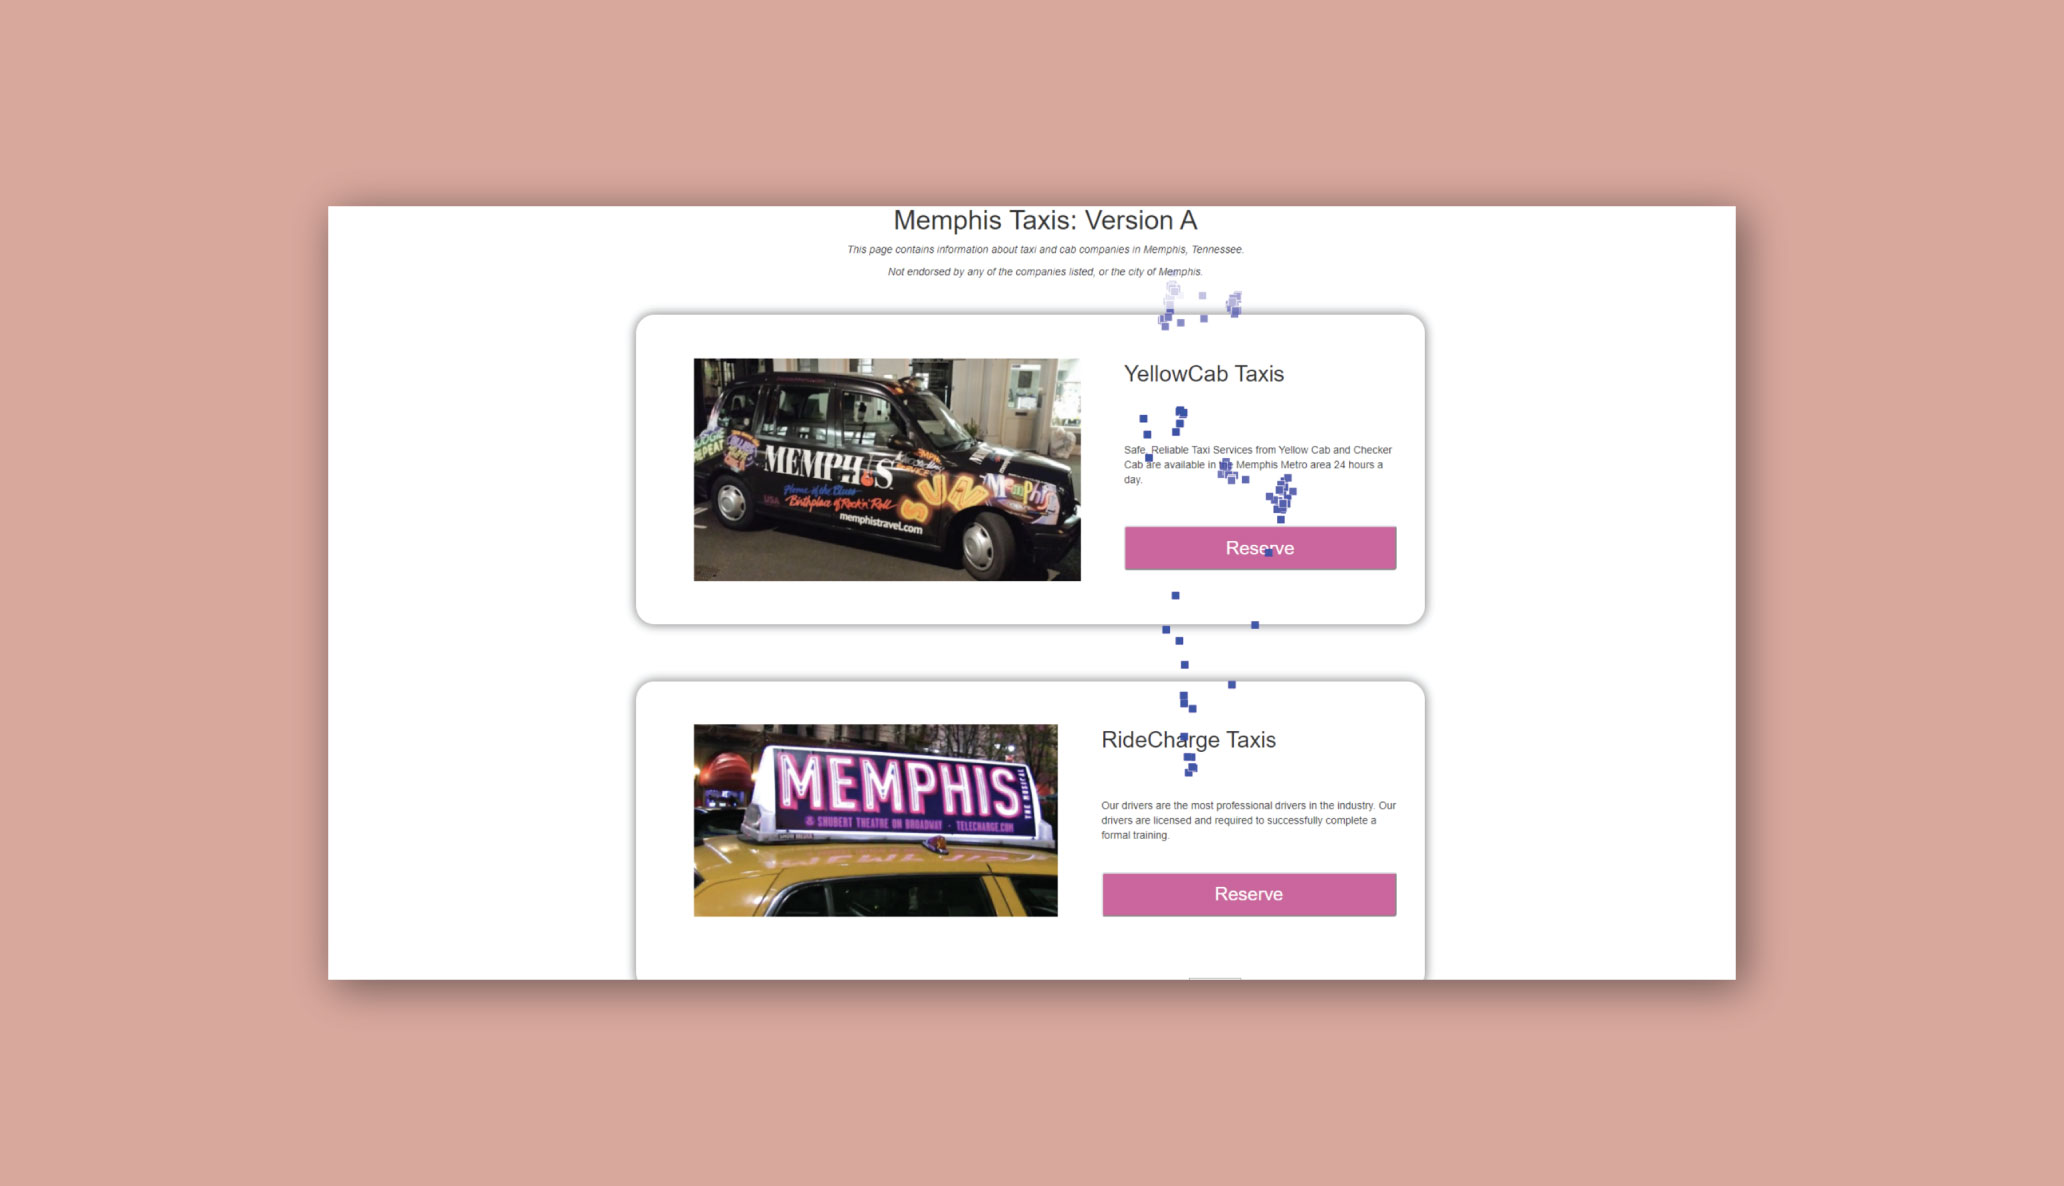 Memphis Taxis: Version A
This page contains information about taxi and cab companies in Memphis, Tennessee.
Not endorsed by any of the companies listed, or the city of Memphis.
YellowCab Taxis
Safe, Reliable Taxi Services from Yellow Cab and Checker
Cab are available in the Memphis Metro area 24 hours a
day.
Reserve
REPEAT
MEMPHIS
Home of the Blues
Birthplace of Rock'n'Roll
memphistravel.com
SUN
Memphis
RideCharge Taxis
Our drivers are the most professional drivers in the industry. Our
drivers are licensed and required to successfully complete a
formal training.
Reserve
MEMPHIS
THE MUSICAL
SHUBERT THEATRE ON BROADWAY - TELECHARGE.COM